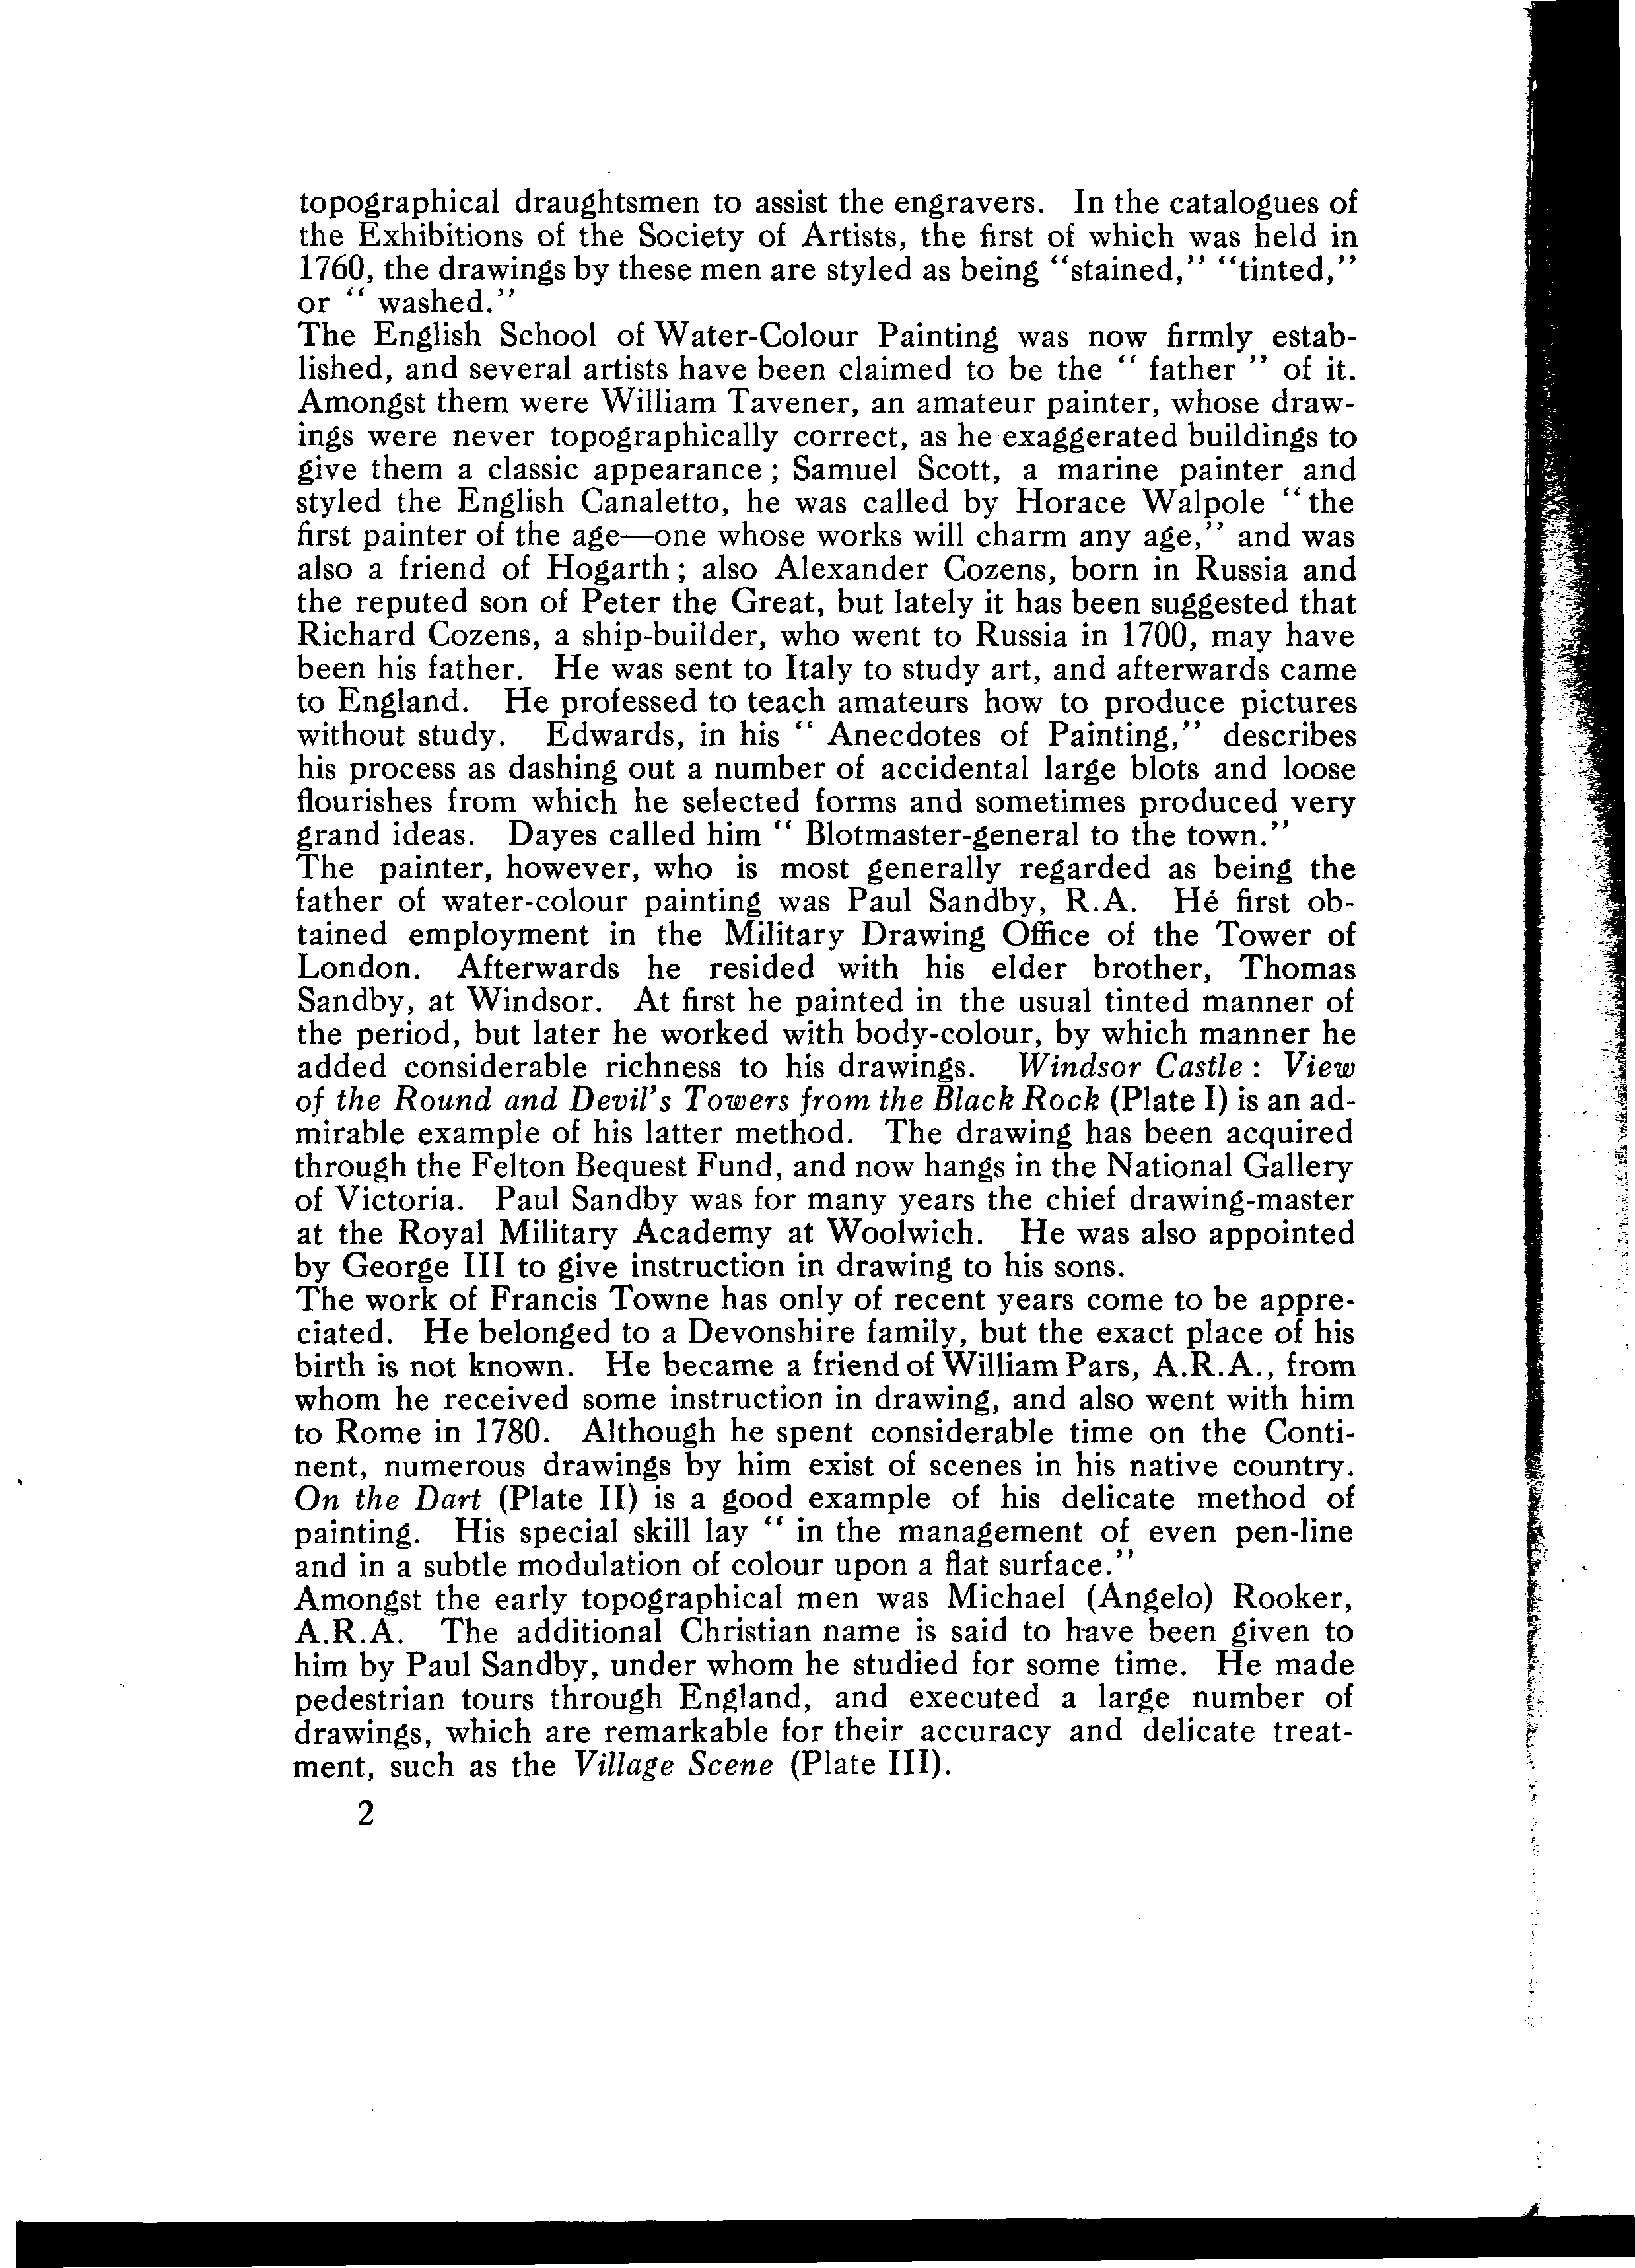 topographical draughtsmen to assist the engravers. In the catalogues of
the Exhibitions of the Society of Artists, the first of which was held in
1760, the drawings by these men are styled as being “stained,” “tinted,”
or “ washed.”
The English School of Water-Colour Painting was now firmly estab-
lished, and several artists have been claimed to be the “ father ” of it.
Amongst them were William Tavener, an amateur painter, whose draw-
ings were never topographically correct, as he exaggerated buildings to
give them a classic appearance ; Samuel Scott, a marine painter and
styled the English Canaletto, he was called by Horace Walpole “the
first painter of the age—one whose works will charm any age,” and was
also a friend of Hogarth ; also Alexander Cozens, born in Russia and
the reputed son of Peter the Great, but lately it has been suggested that
Richard Cozens, a ship-builder, who went to Russia in 1700, may have
been his father. He was sent to Italy to study art, and afterwards came
to England. He professed to teach amateurs how to produce pictures
without study. Edwards, in his “ Anecdotes of Painting,” describes
his process as dashing out a number of accidental large blots and loose
flourishes from which he selected forms and sometimes produced very
grand ideas. Dayes called him “ Blotmaster-general to the town.”
The painter, however, who is most generally regarded as being the
father of water-colour painting was Paul Sandby, R.A. Hé first ob-
tained employment in the Military Drawing Office of the Tower of
London. Afterwards he resided with his elder brother, Thomas
Sandby, at Windsor. At first he painted in the usual tinted manner of
the period, but later he worked with body-colour, by which manner he
added considerable richness to his drawings. Windsor Castle : View
of the Round and Devil’s Towers from the Black Rock (Plate I) is an ad-
mirable example of his latter method. The drawing has been acquired
through the Felton Bequest Fund, and now hangs in the National Gallery
of Victoria. Paul Sandby was for many years the chief drawing-master
at the Royal Military Academy at Woolwich. He was also appointed
by George III to give instruction in drawing to his sons.
The work of Francis Towne has only of recent years come to be appre-
ciated. He belonged to a Devonshire family, but the exact place of his
birth is not known. He became a friend of William Pars, A.R.A., from
whom he received some instruction in drawing, and also went with him
to Rome in 1780. Although he spent considerable time on the Conti-
nent, numerous drawings by him exist of scenes in his native country.
On the Dart (Plate II) is a good example of his delicate method of
painting. His special skill lay “ in the management of even pen-line
and in a subtle modulation of colour upon a flat surface.”
Amongst the early topographical men was Michael (Angelo) Rooker,
A.R.A. The additional Christian name is said to have been given to
him by Paul Sandby, under whom he studied for some time. He made
pedestrian tours through England, and executed a large number of
drawings, which are remarkable for their accuracy and delicate treat-
ment, such as the Village Scene (Plate III).
2